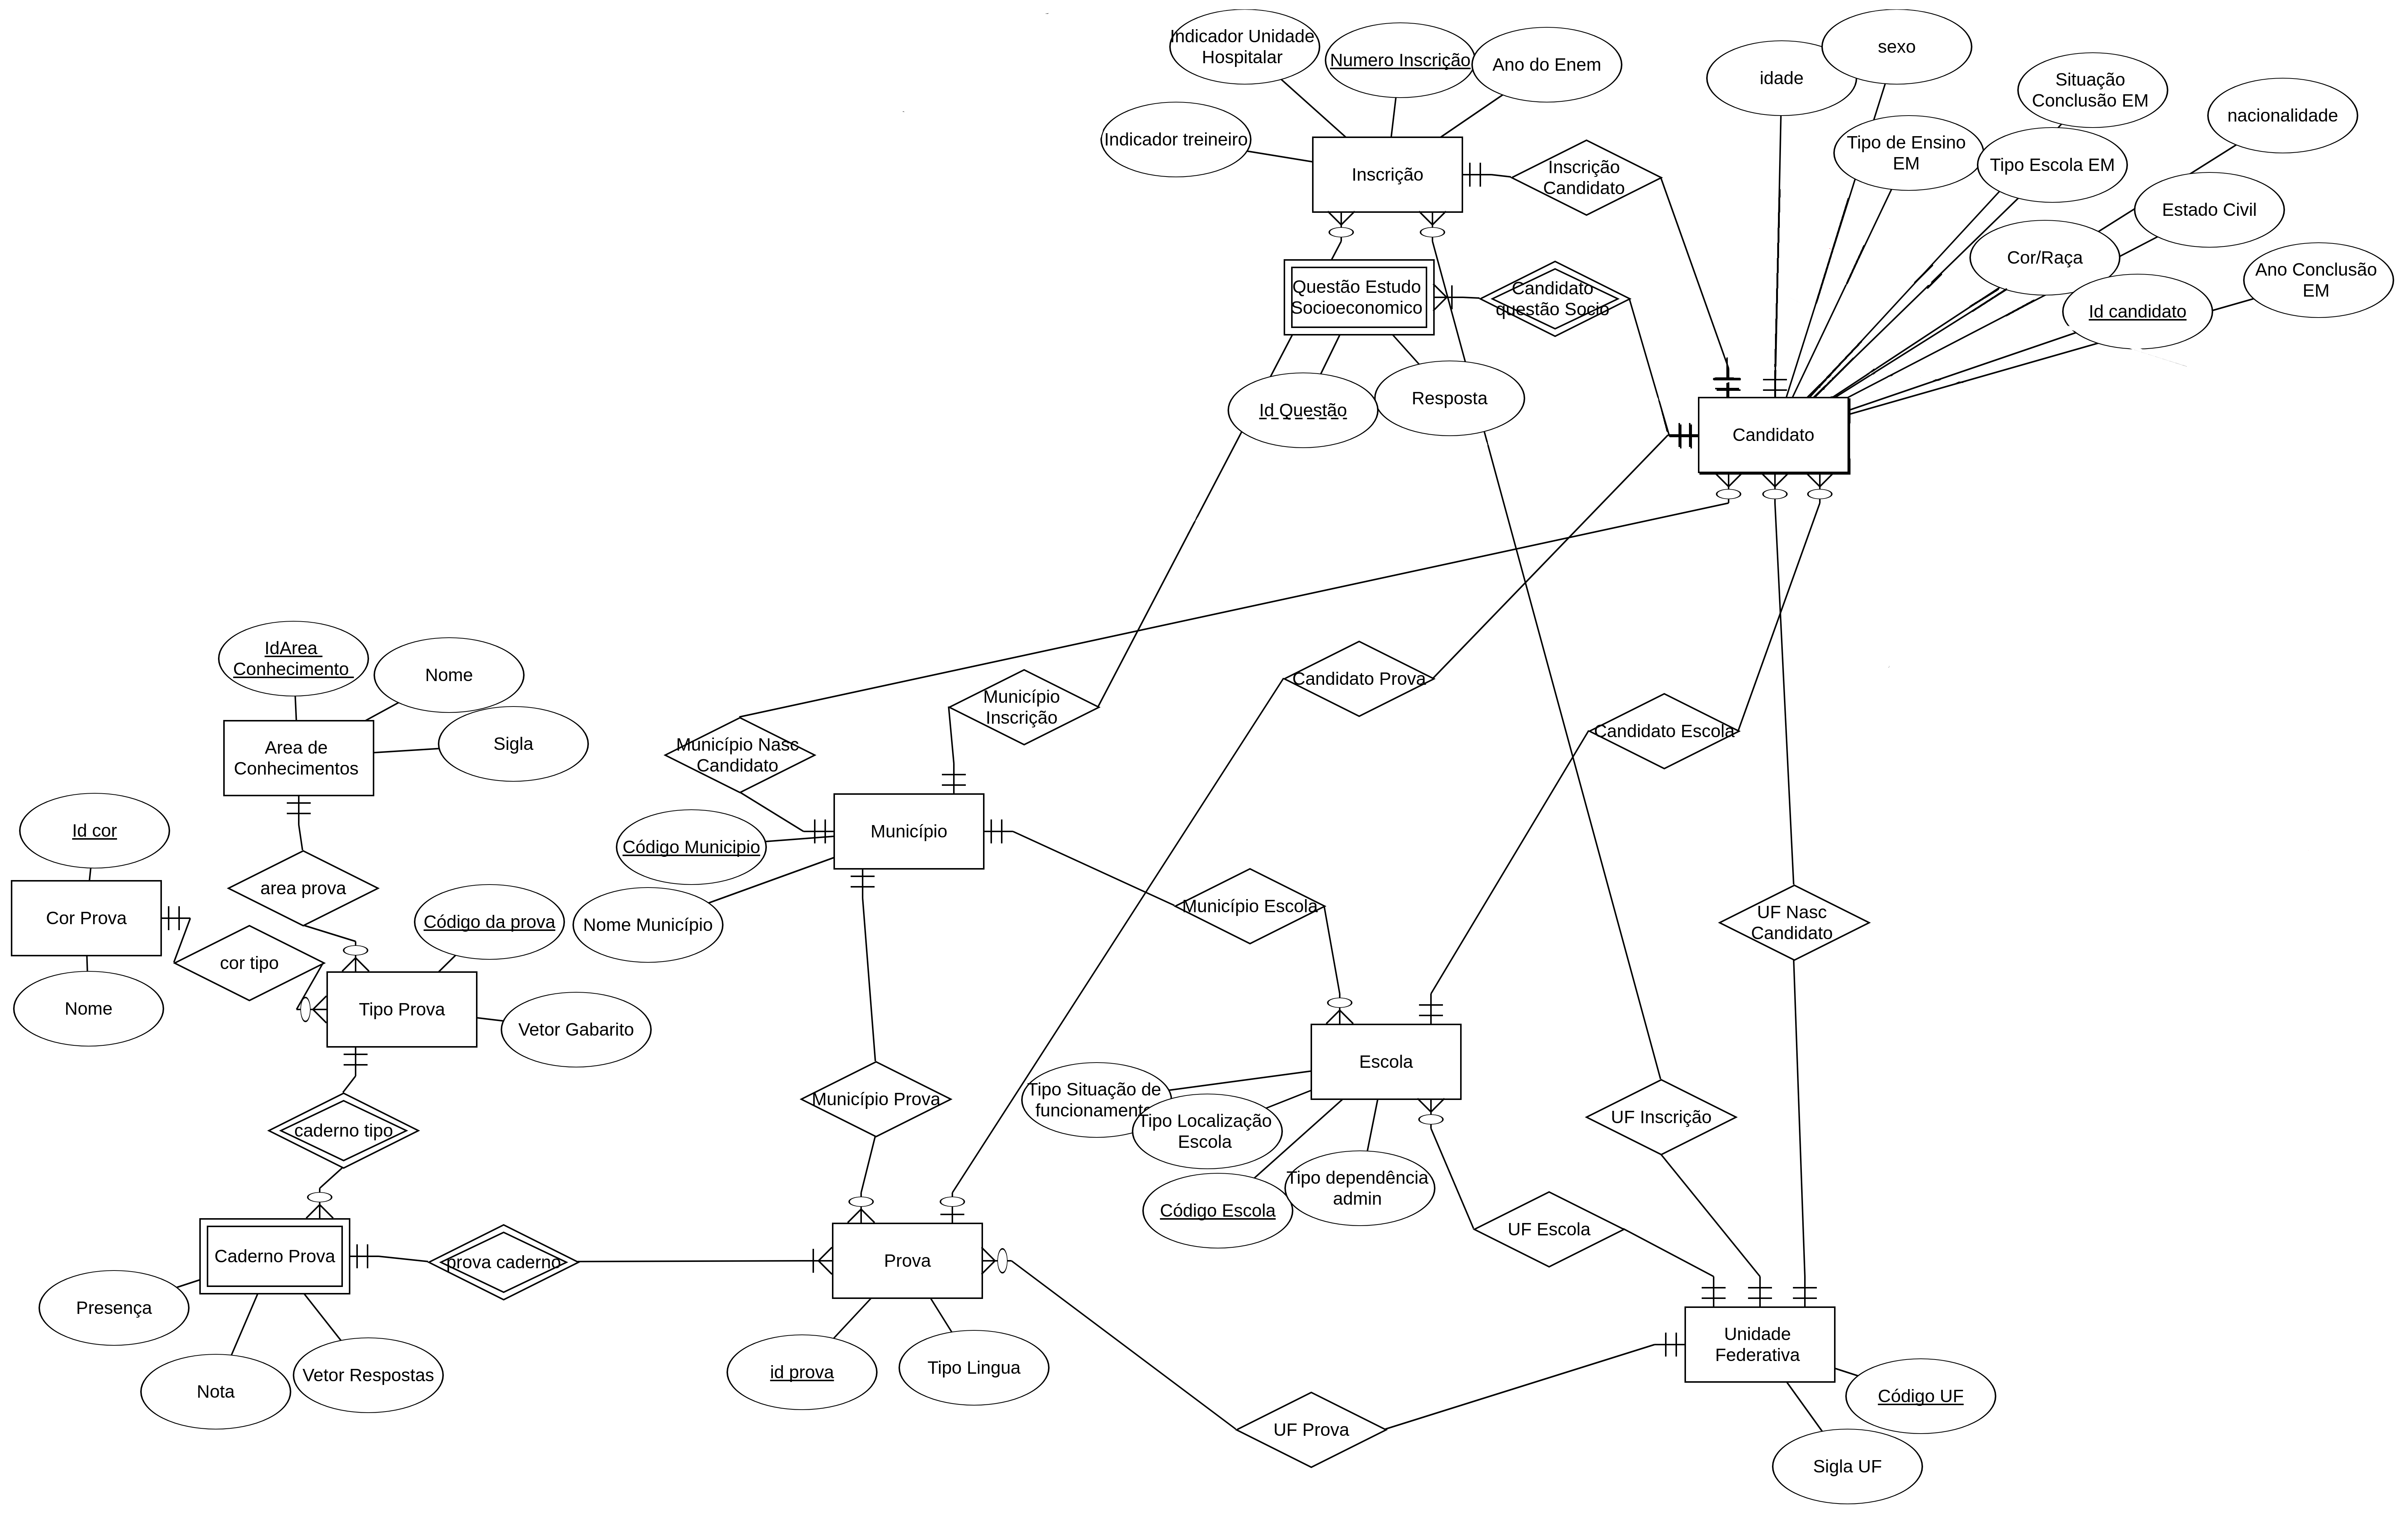 Indicador Unidade
Hospitalar
Numero Inscrição
Ano do Enem
idade
sexo
Situação
Conclusão EM
nacionalidade
Indicador treineiro
Inscrição
Inscrição
Candidato
Tipo de Ensino
EM
Tipo Escola EM
Estado Civil
Cor/Raça
Ano Conclusão
EM
Id candidato
Questão Estudo
Socioeconomico
Candidato
questão Socio
Id Questão
Resposta
Candidato
IdArea
Conhecimento
Nome
Sigla
Area de
Conhecimentos
Município Nasc
Candidato
Município
Inscrição
Candidato Prova
Candidato Escola
Id cor
Código Municipio
Município
Cor Prova
area prova
Código da prova
Nome Município
Município Escola
UF Nasc
Candidato
cor tipo
Nome
Tipo Prova
Vetor Gabarito
Escola
caderno tipo
Município Prova
Tipo Situação de
funcionamento
Tipo Localização
Escola
UF Inscrição
Código Escola
Tipo dependência
admin
UF Escola
Caderno Prova
prova caderno
Prova
Presença
Nota
Vetor Respostas
id prova
Tipo Lingua
Unidade
Federativa
Código UF
UF Prova
Sigla UF